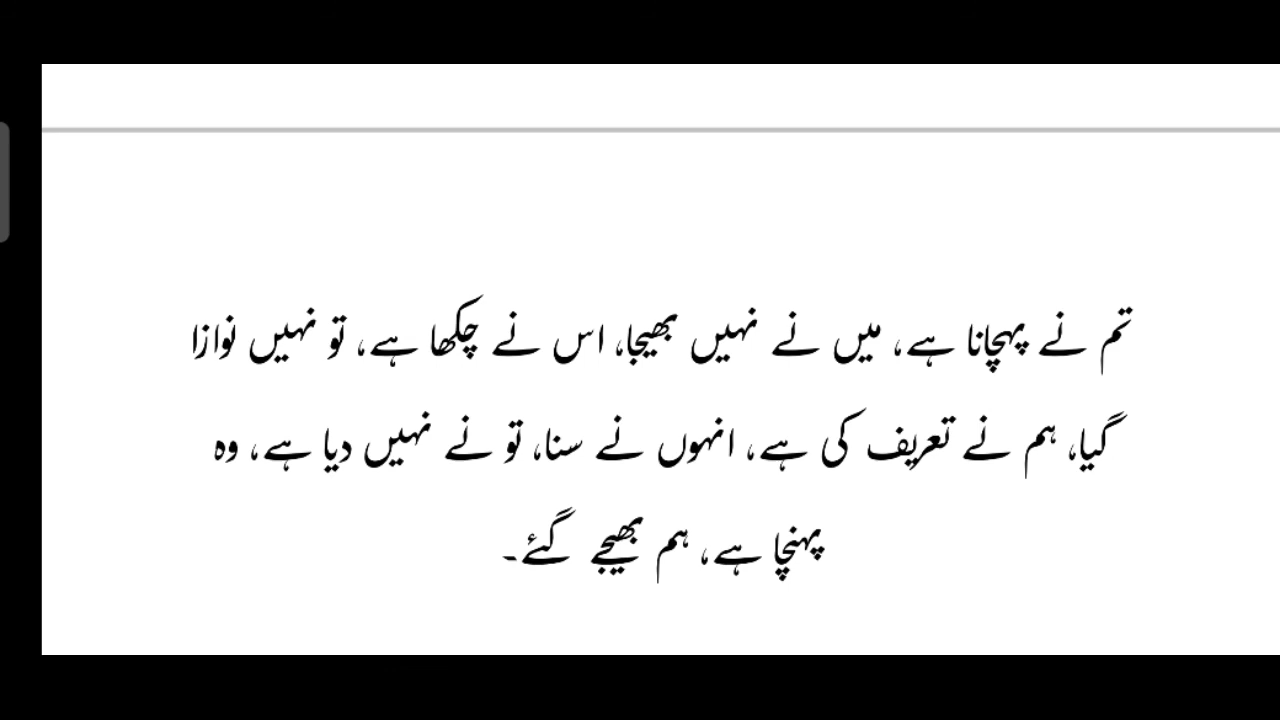 تم نے پہچانا ہے، میں نے نہیں بھیجا، اس نے چکھا ہے، تو نہیں نوازا
گیا، ہم نے تعریف کی ہے، انہوں نے سنا، تو نے نہیں دیا ہے، وہ
پہنچا ہے، ہم بھیجے گئے۔